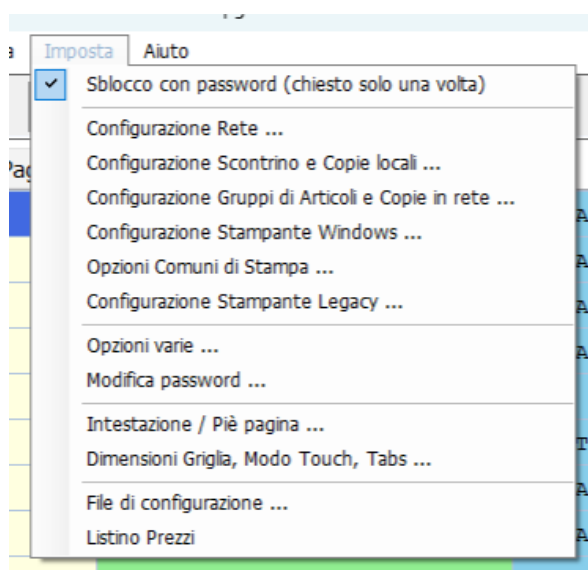 Imposta Aiuto
Sblocco con password (chiesto solo una volta)
Configurazione Rete ...
Configurazione Scontrino e Copie locali ...
Configurazione Gruppi di Articoli e Copie in rete ...
Configurazione Stampante Windows ...
Opzioni Comuni di Stampa ...
Configurazione Stampante Legacy ...
Opzioni varie ...
Modifica password ...
Intestazione / Piè pagina ...
Dimensioni Griglia, Modo Touch, Tabs ...
File di configurazione ...
Listino Prezzi